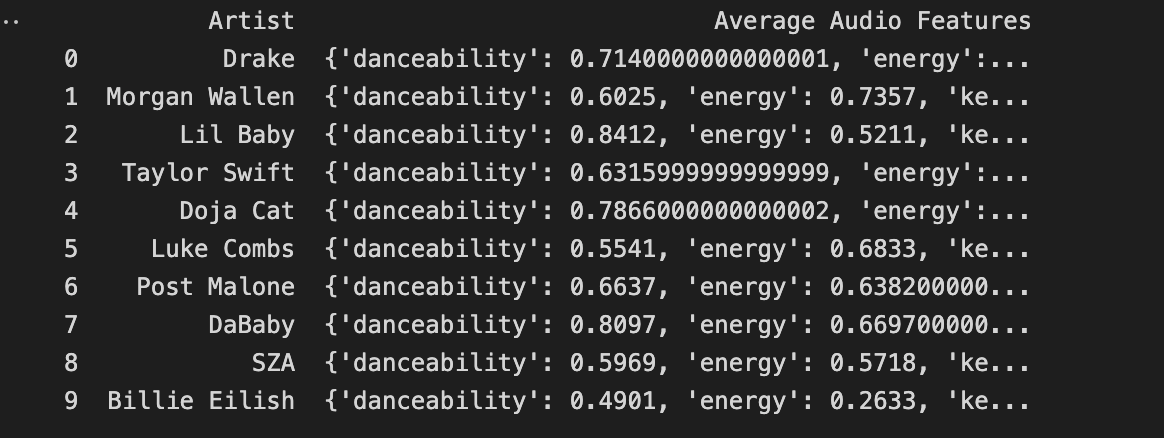 Artist Average Audio Features
0 Drake {'danceability': 0.7140000000000001, 'energy':...
1 Morgan Wallen {'danceability': 0.6025, 'energy': 0.7357, 'ke...
2 Lil Baby {'danceability': 0.8412, 'energy': 0.5211, 'ke...
3 Taylor Swift {'danceability': 0.6315999999999999, 'energy':...
4 Doja Cat {'danceability': 0.7866000000000002, 'energy':...
5 Luke Combs {'danceability': 0.5541, 'energy': 0.6833, 'ke...
6 Post Malone {'danceability': 0.6637, 'energy': 0.638200000...
7 DaBaby {'danceability': 0.8097, 'energy': 0.669700000...
8 SZA {'danceability': 0.5969, 'energy': 0.5718, 'ke...
9 Billie Eilish {'danceability': 0.4901, 'energy': 0.2633, 'ke...